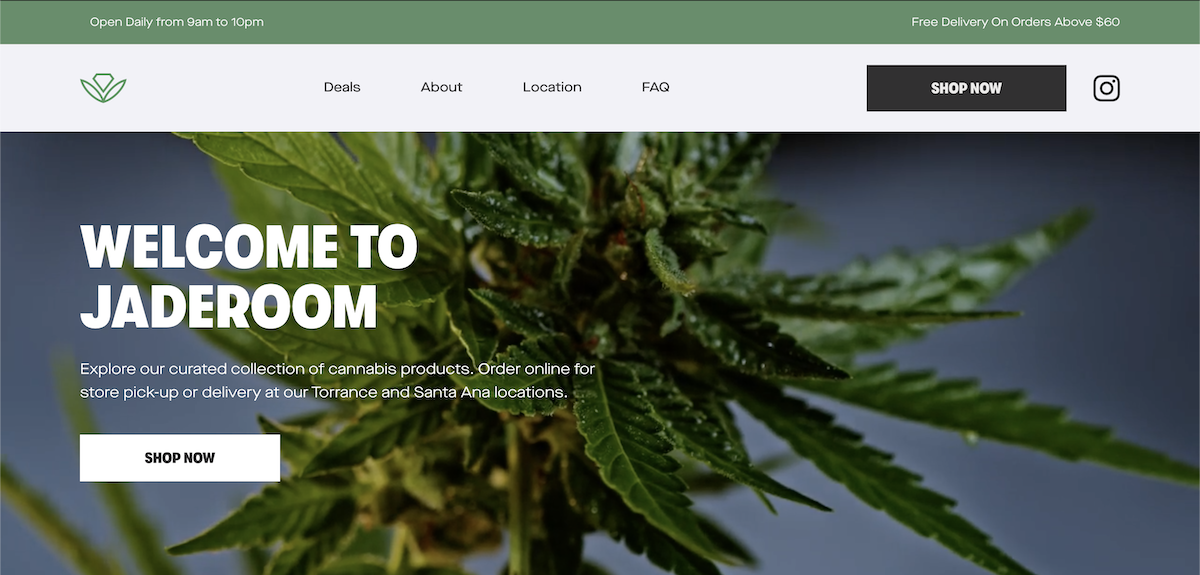 Open Daily from 9am to 10pm
Free Delivery On Orders Above $60
Deals
About
Location
FAQ
SHOP NOW
WELCOME TO
JADEROOM
Explore our curated collection of cannabis products. Order online for
store pick-up or delivery at our Torrance and Santa Ana locations.
SHOP NOW